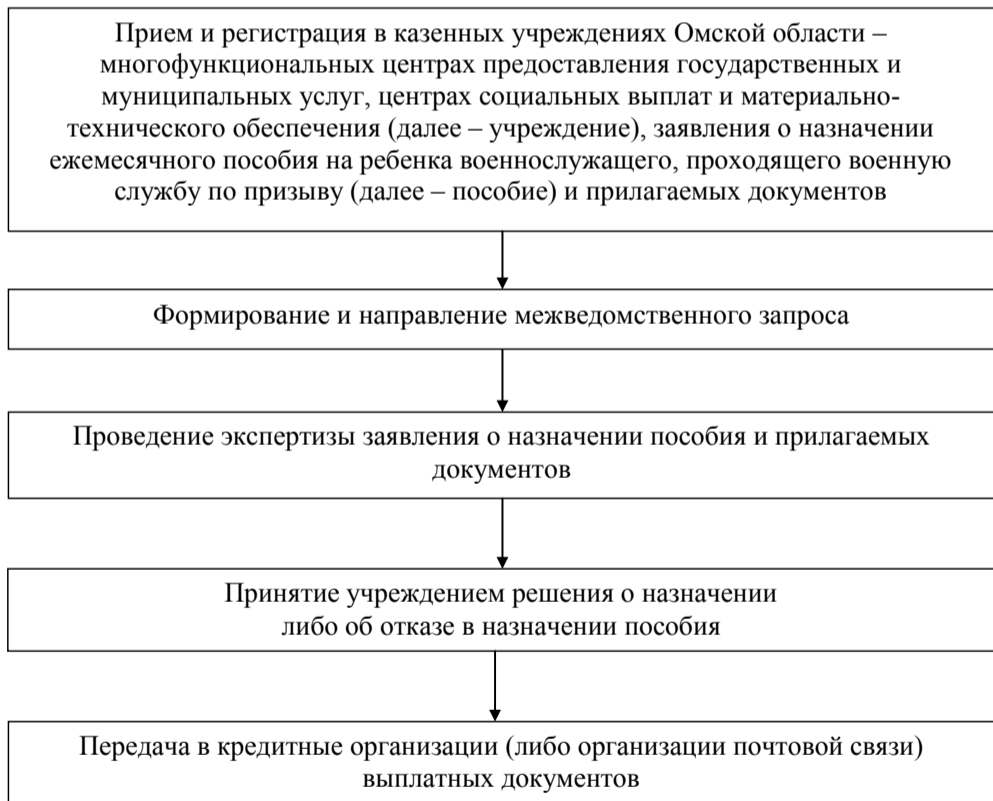 Прием и регистрация в казенных учреждениях Омской области –
многофункциональных центрах предоставления государственных и
муниципальных услуг, центрах социальных выплат и материально-
технического обеспечения (далее – учреждение), заявления о назначении
ежемесячного пособия на ребенка военнослужащего, проходящего военную
службу по призыву (далее – пособие) и прилагаемых документов
Формирование и направление межведомственного запроса
Проведение экспертизы заявления о назначении пособия и прилагаемых
документов
Принятие учреждением решения о назначении
либо об отказе в назначении пособия
Передача в кредитные организации (либо организации почтовой связи)
выплатных документов